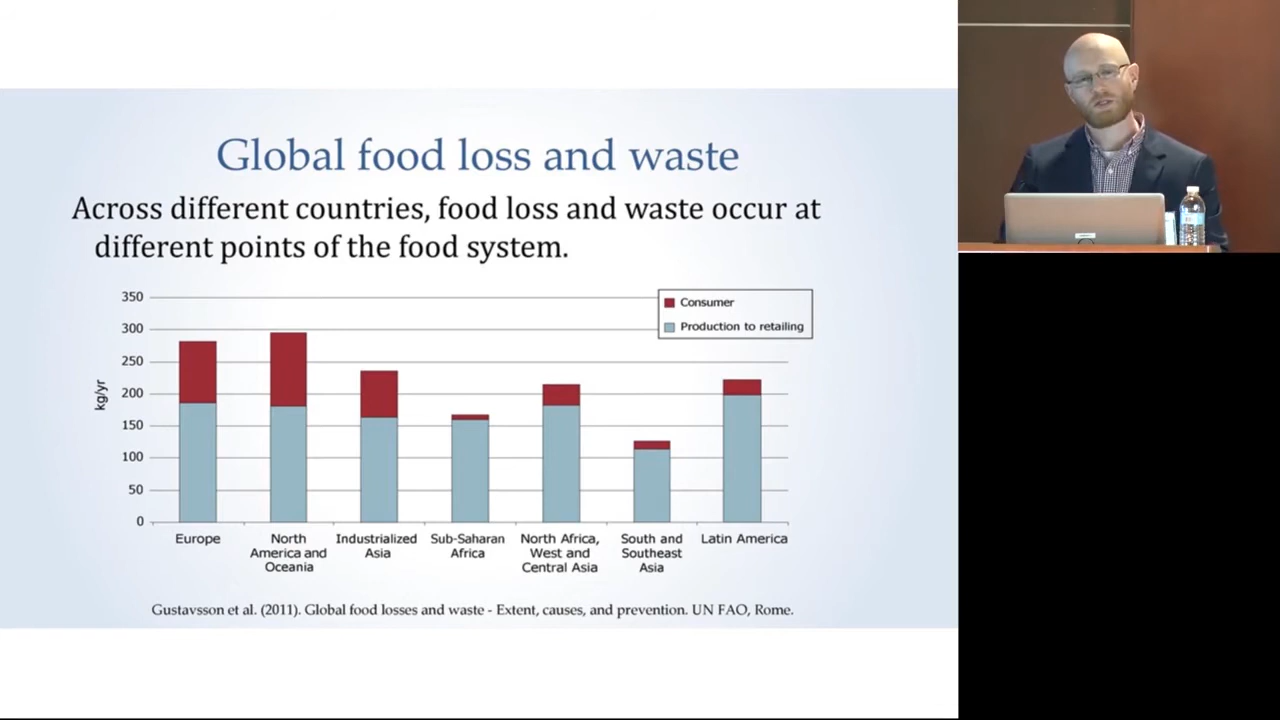 Global food loss and waste
Across different countries, food loss and waste occur at
different points of the food system.
350
300
250
200
150
100
50
0
kg/yr
Consumer
Production to retailing
Europe
North
America and
Oceania
Industrialized
Asia
Sub-Saharan
Africa
North Africa,
West and
Central Asia
South and
Southeast
Asia
Latin America
Gustavsson et al. (2011). Global food losses and waste - Extent, causes, and prevention. UN FAO, Rome.